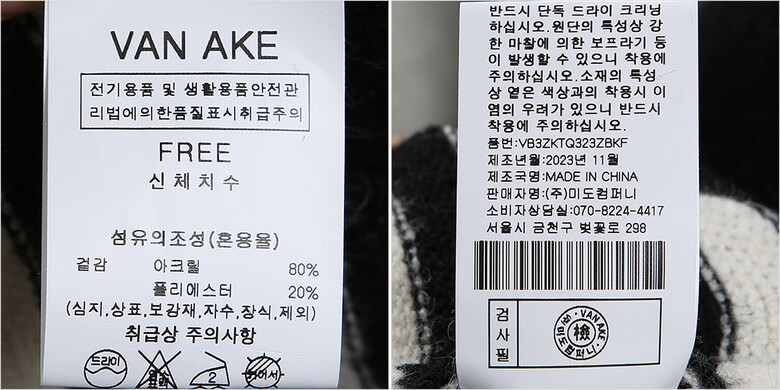 VAN AKE
전기용품 및 생활용품안전관
리법에의한품질표시취급주의
FREE
신체치수
섬유의조성(혼용율)
겉감 아크릴 80%
폴리에스터 20%
(심지,상표,보강재,자수,장식,제외)
취급상 주의사항
드라이
2
반드시 단독 드라이 크리닝
하십시오.원단의 특성상 강
한 마찰에 의한 보프라기 등
이 발생할 수 있으니 착용에
주의하십시오.소재의 특성
상 옅은 색상과의 착용시 이
염의 우려가 있으니 반드시
착용에 주의하십시오.
품번:VB3ZKTQ323ZBKF
제조년월:2023년 11월
제조국명:MADE IN CHINA
판매자명:(주)미도컴퍼니
소비자상담실:070-8224-4417
서울시 금천구 벚꽃로 298
검사필
(주)미도컴퍼니·VAN AKE·
檢